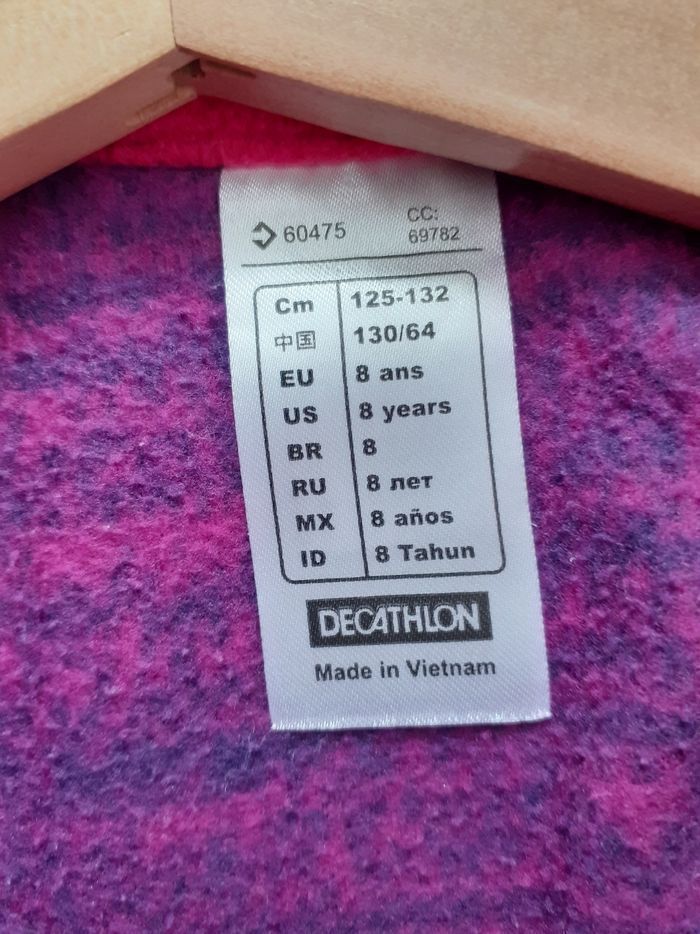 60475 CC:
69782
Cm 125-132
中国 130/64
EU 8 ans
US 8 years
BR 8
RU 8 лет
MX 8 años
ID 8 Tahun
DECATHLON
Made in Vietnam